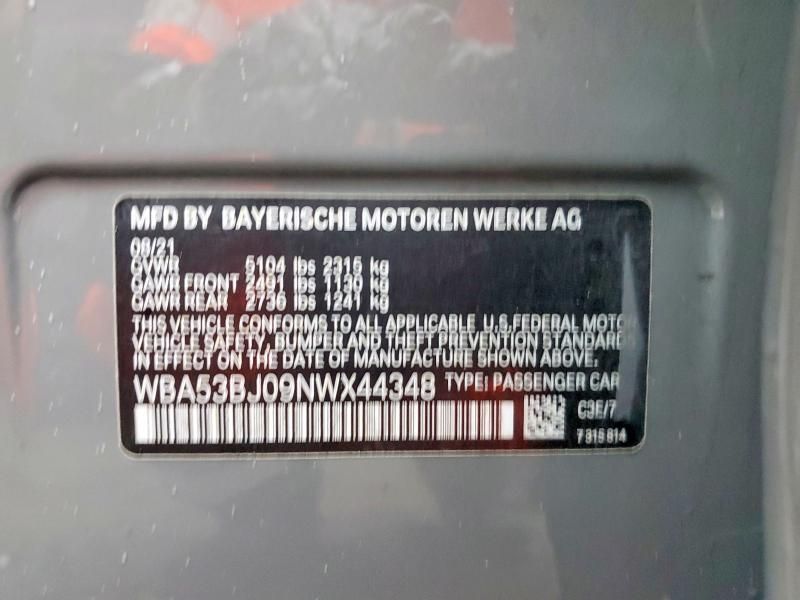 MFD BY BAYERISCHE MOTOREN WERKE AG
08/21
GVWR 5104 lbs 2315 kg
GAWR FRONT 2491 lbs 1130 kg
GAWR REAR 2736 lbs 1241 kg
THIS VEHICLE CONFORMS TO ALL APPLICABLE U.S. FEDERAL MOTOR
VEHICLE SAFETY, BUMPER AND THEFT PREVENTION STANDARDS
IN EFFECT ON THE DATE OF MANUFACTURE SHOWN ABOVE.
WBA53BJ09NWX44348 TYPE: PASSENGER CAR
C3E/7
7315814